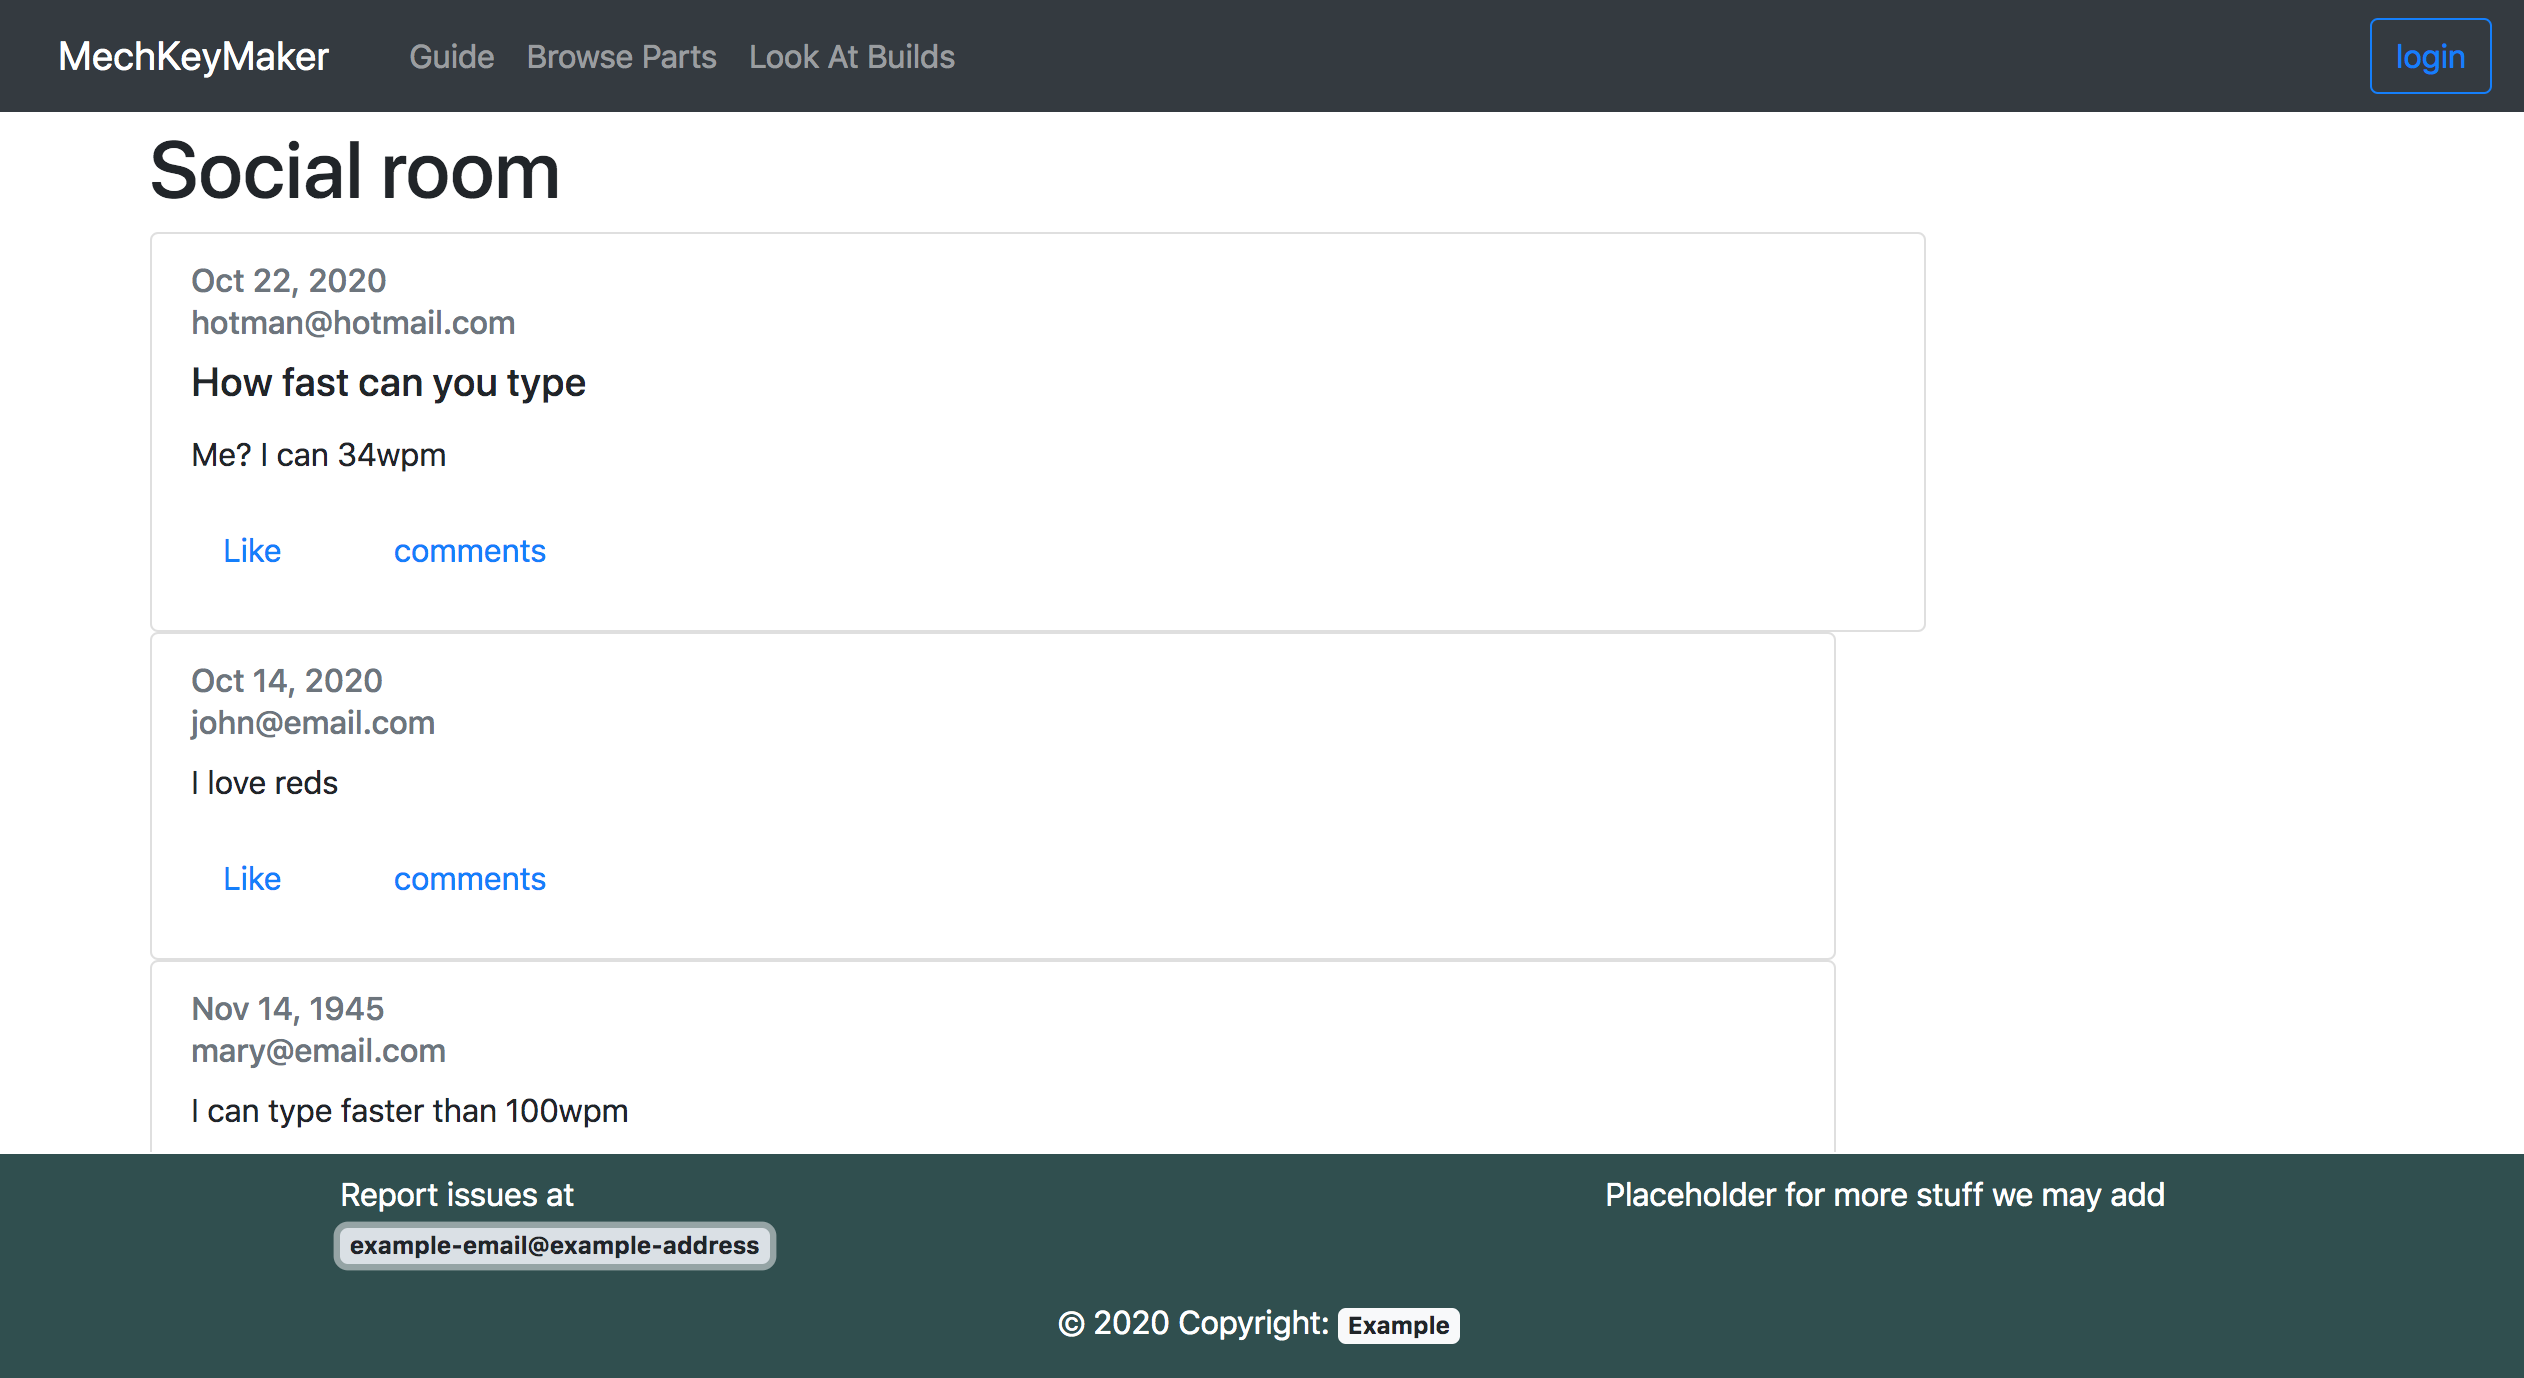 MechKeyMaker Guide Browse Parts Look At Builds login
Social room
Oct 22, 2020
hotman@hotmail.com
How fast can you type
Me? I can 34wpm
Like comments
Oct 14, 2020
john@email.com
I love reds
Like comments
Nov 14, 1945
mary@email.com
I can type faster than 100wpm
Report issues at
example-email@example-address
Placeholder for more stuff we may add
© 2020 Copyright: Example